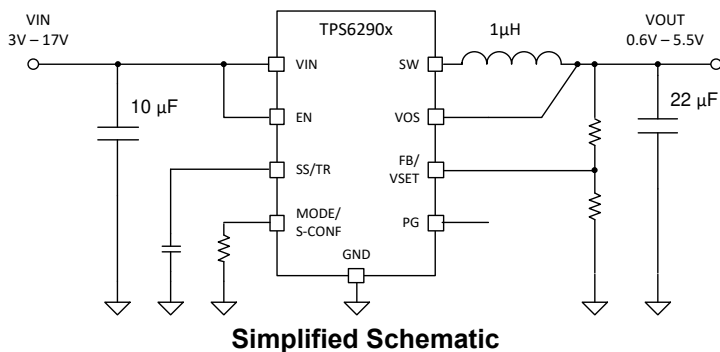 VIN
3V – 17V
TPS6290x
1µH
VOUT
0.6V – 5.5V
VIN
SW
10 µF
EN
VOS
22 µF
SS/TR
FB/
VSET
MODE/
S-CONF
PG
GND
Simplified Schematic